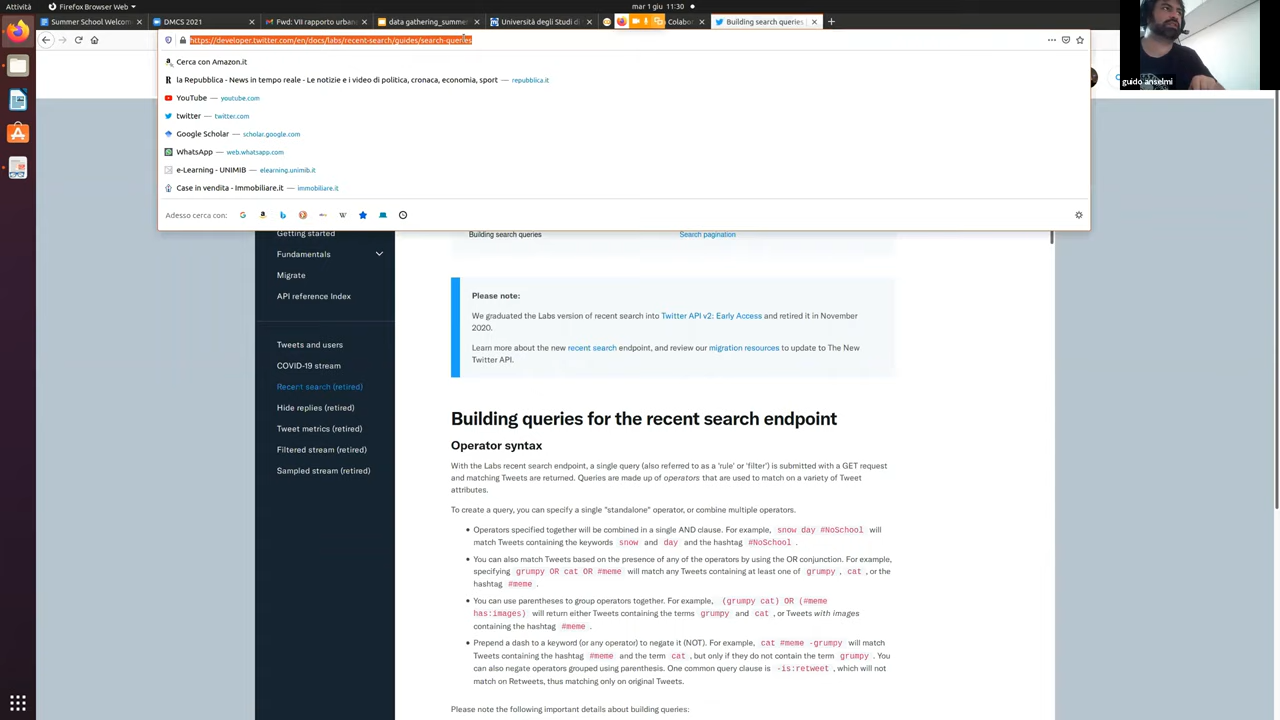 Attività
Firefox Browser Web
mar 1 giu 11:30
Summer School Welcom
DMCS 2021
Fwd: VII rapporto urban
data gathering_summe
Università degli Studi di
Colabor
Building search queries
https://developer.twitter.com/en/docs/labs/recent-search/guides/search-queries
Cerca con Amazon.it
la Repubblica - News in tempo reale - Le notizie e i video di politica, cronaca, economia, sport — repubblica.it
YouTube — youtube.com
twitter — twitter.com
Google Scholar — scholar.google.com
WhatsApp — web.whatsapp.com
e-Learning - UNIMIB — elearning.unimib.it
Case in vendita - Immobiliare.it — immobiliare.it
Adesso cerca con:
guido anselmi
Getting started
Fundamentals
Migrate
API reference Index
Tweets and users
COVID-19 stream
Recent search (retired)
Hide replies (retired)
Tweet metrics (retired)
Filtered stream (retired)
Sampled stream (retired)
Building search queries
Search pagination
Please note:
We graduated the Labs version of recent search into Twitter API v2: Early Access and retired it in November
2020.
Learn more about the new recent search endpoint, and review our migration resources to update to The New
Twitter API.
Building queries for the recent search endpoint
Operator syntax
With the Labs recent search endpoint, a single query (also referred to as a 'rule' or 'filter') is submitted with a GET request
and matching Tweets are returned. Queries are made up of operators that are used to match on a variety of Tweet
attributes.
To create a query, you can specify a single "standalone" operator, or combine multiple operators.
• Operators specified together will be combined in a single AND clause. For example, snow day #NoSchool will
match Tweets containing the keywords snow and day and the hashtag #NoSchool .
• You can also match Tweets based on the presence of any of the operators by using the OR conjunction. For example,
specifying grumpy OR cat OR #meme will match any Tweets containing at least one of grumpy , cat , or the
hashtag #meme .
• You can use parentheses to group operators together. For example, (grumpy cat) OR (#meme
has:images) will return either Tweets containing the terms grumpy and cat , or Tweets with images
containing the hashtag #meme .
• Prepend a dash to a keyword (or any operator) to negate it (NOT). For example, cat #meme -grumpy will match
Tweets containing the hashtag #meme and the term cat , but only if they do not contain the term grumpy . You
can also negate operators grouped using parenthesis. One common query clause is -is:retweet , which will not
match on Retweets, thus matching only on original Tweets.
Please note the following important details about building queries: